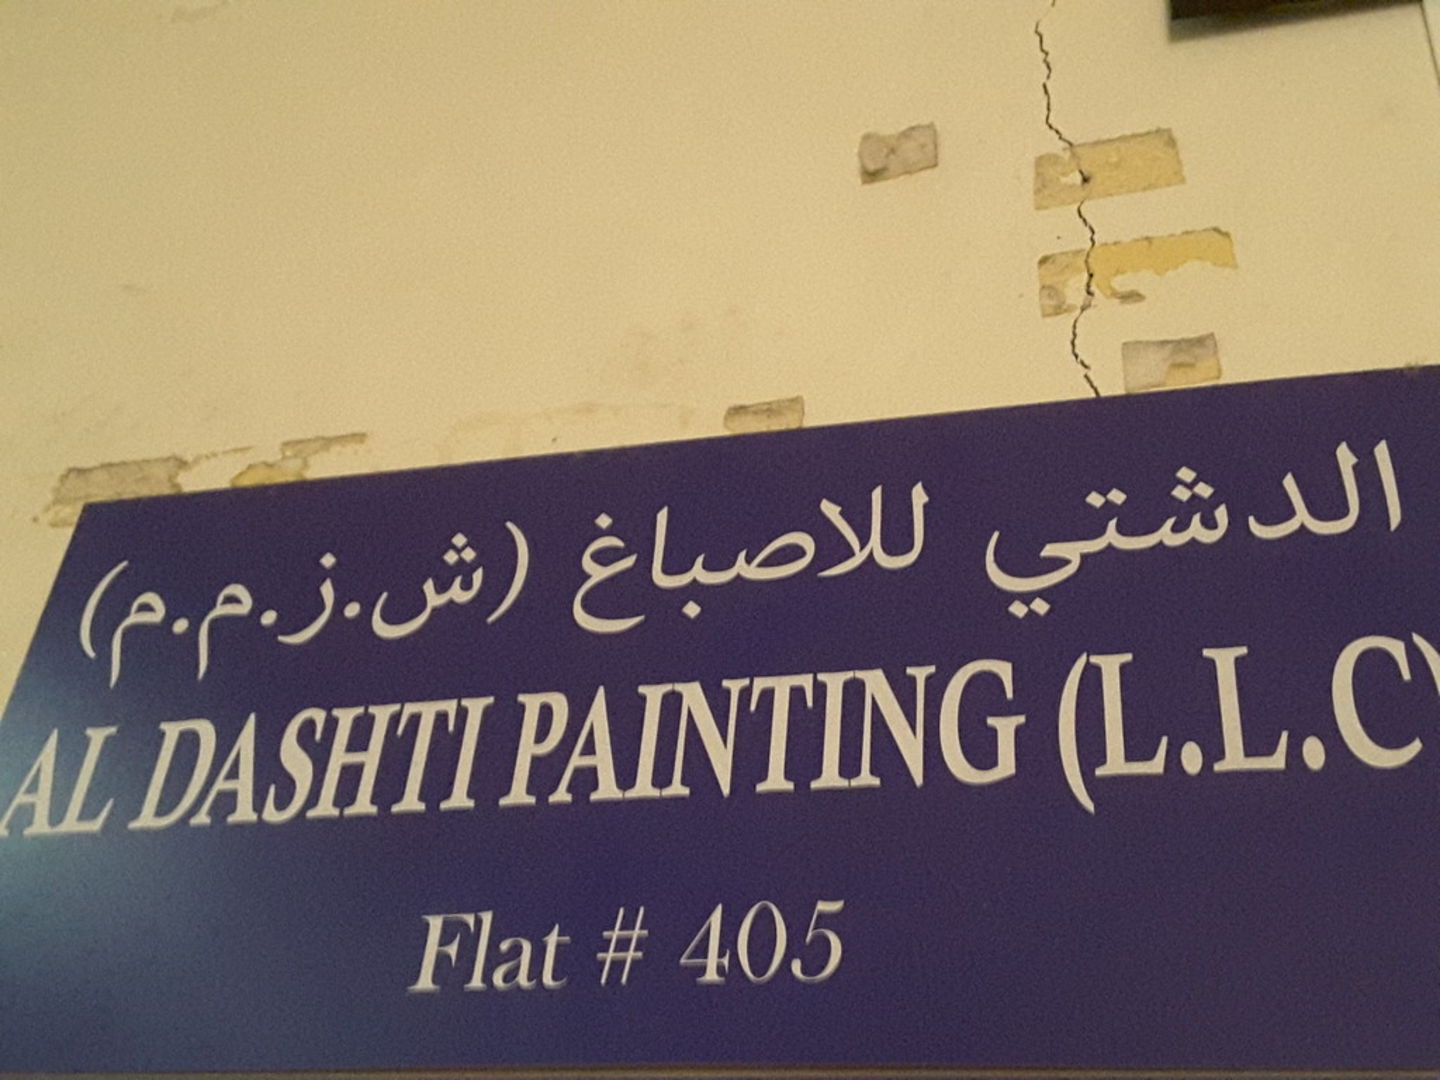 الدشتي للاصباغ (ش.ز.م.م)
AL DASHTI PAINTING (L.L.C)
Flat # 405